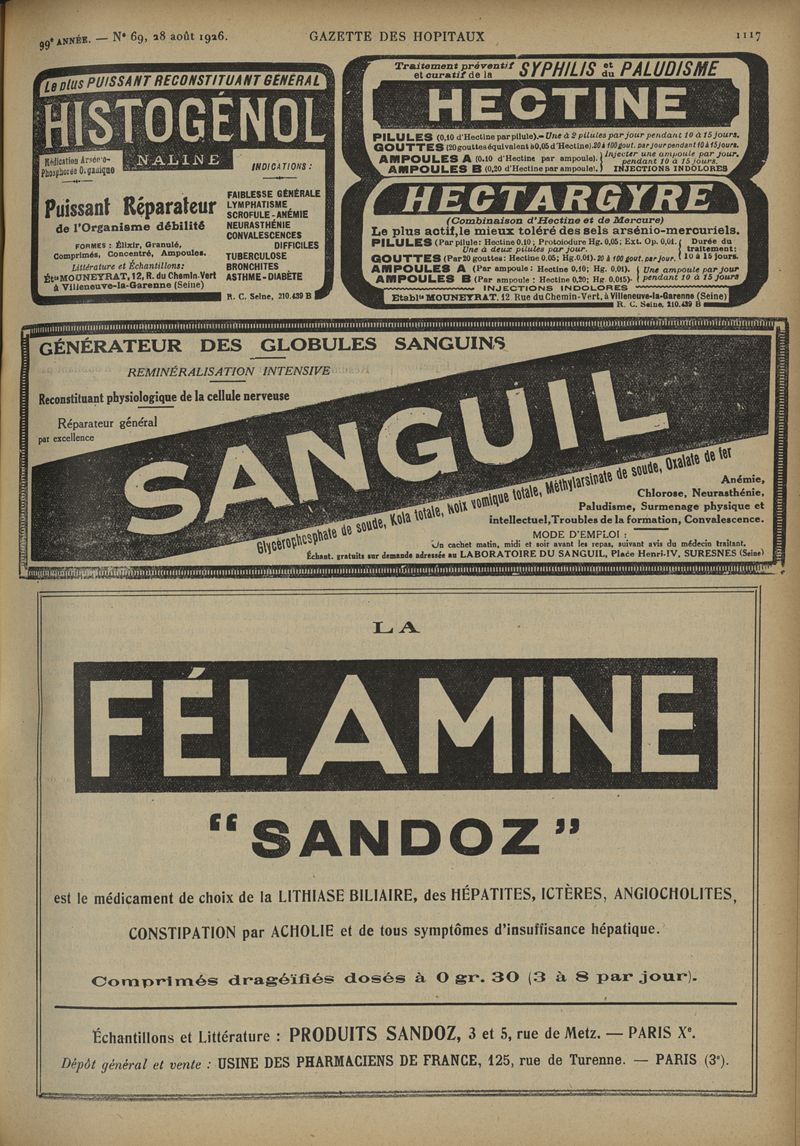 99e ANNÉE. — N° 69, 28 août 1926.
GAZETTE DES HOPITAUX
1117
Le plus PUISSANT RECONSTITUANT GÉNÉRAL
HISTOGÉNOL
Médication Arsénio-
Phosphorée Organique
NALINE
INDICATIONS :
Puissant Réparateur
de l'Organisme débilité
FORMES : Élixir, Granulé,
Comprimés, Concentré, Ampoules.
Littérature et Échantillons:
Éts MOUNEYRAT, 12, R. du Chemin-Vert
à Villeneuve-la-Garenne (Seine)
FAIBLESSE GÉNÉRALE
LYMPHATISME
SCROFULE - ANÉMIE
NEURASTHÉNIE
CONVALESCENCES
DIFFICILES
TUBERCULOSE
BRONCHITES
ASTHME - DIABÈTE
R. C. Seine, 210.439 B
Traitement préventif et curatif de la SYPHILIS et du PALUDISME
HECTINE
PILULES (0,10 d'Hectine par pilule).- Une à 2 pilules par jour pendant 10 à 15 jours.
GOUTTES (20 gouttes équivalent à 0,05 d'Hectine). 20 à 100 gout. par jour pendant 10 à 15 jours.
AMPOULES A (0,10 d'Hectine par ampoule). { Injecter une ampoule par jour.
pendant 10 à 15 jours.
AMPOULES B (0,20 d'Hectine par ampoule). INJECTIONS INDOLORES
HECTARGYRE
(Combinaison d'Hectine et de Mercure)
Le plus actif, le mieux toléré des sels arsénio-mercuriels.
PILULES (Par pilule: Hectine 0,10; Protoiodure Hg. 0,05; Ext. Op. 0,01.
Une à deux pilules par jour.
GOUTTES (Par 20 gouttes: Hectine 0,05; Hg. 0,01). 20 à 100 gout. par jour.
Durée du
traitement:
10 à 15 jours.
AMPOULES A (Par ampoule: Hectine 0,10; Hg. 0,01).
AMPOULES B (Par ampoule: Hectine 0,20; Hg. 0,015).
Une ampoule par jour
pendant 10 à 15 jours
INJECTIONS INDOLORES
Etablts MOUNEYRAT, 12 Rue du Chemin-Vert, à Villeneuve-la-Garenne (Seine)
R. C. Seine, 210.439 B
GÉNÉRATEUR DES GLOBULES SANGUINS
REMINÉRALISATION INTENSIVE
Reconstituant physiologique de la cellule nerveuse
Réparateur général
par excellence
SANGUIL
Glycérophosphate de soude, Kola totale, Noix vomique totale, Méthylarsinate de soude, Oxalate de fer
Anémie,
Chlorose, Neurasthénie,
Paludisme, Surmenage physique et
intellectuel, Troubles de la formation, Convalescence.
MODE D'EMPLOI :
Un cachet matin, midi et soir avant les repas, suivant avis du médecin traitant.
Échant. gratuits sur demande adressée au LABORATOIRE DU SANGUIL, Place Henri-IV, SURESNES (Seine)
LA
FÉLAMINE
“SANDOZ”
est le médicament de choix de la LITHIASE BILIAIRE, des HÉPATITES, ICTÈRES, ANGIOCHOLITES,
CONSTIPATION par ACHOLIE et de tous symptômes d'insuffisance hépatique.
Comprimés dragéifiés dosés à 0 gr. 30 (3 à 8 par jour).
Échantillons et Littérature : PRODUITS SANDOZ, 3 et 5, rue de Metz. — PARIS Xe.
Dépôt général et vente : USINE DES PHARMACIENS DE FRANCE, 125, rue de Turenne. — PARIS (3e).